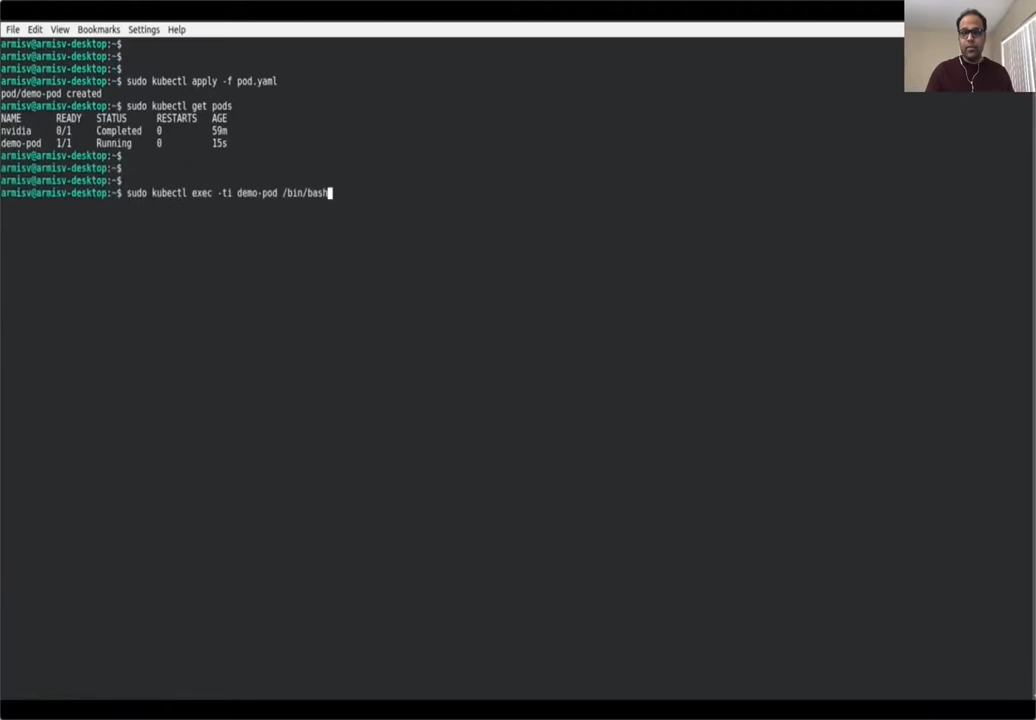 File Edit View Bookmarks Settings Help
armisv@armisv-desktop:~$
armisv@armisv-desktop:~$
armisv@armisv-desktop:~$
armisv@armisv-desktop:~$ sudo kubectl apply -f pod.yaml
pod/demo-pod created
armisv@armisv-desktop:~$ sudo kubectl get pods
NAME READY STATUS RESTARTS AGE
nvidia 0/1 Completed 0 59m
demo-pod 1/1 Running 0 15s
armisv@armisv-desktop:~$
armisv@armisv-desktop:~$
armisv@armisv-desktop:~$
armisv@armisv-desktop:~$ sudo kubectl exec -ti demo-pod /bin/bash